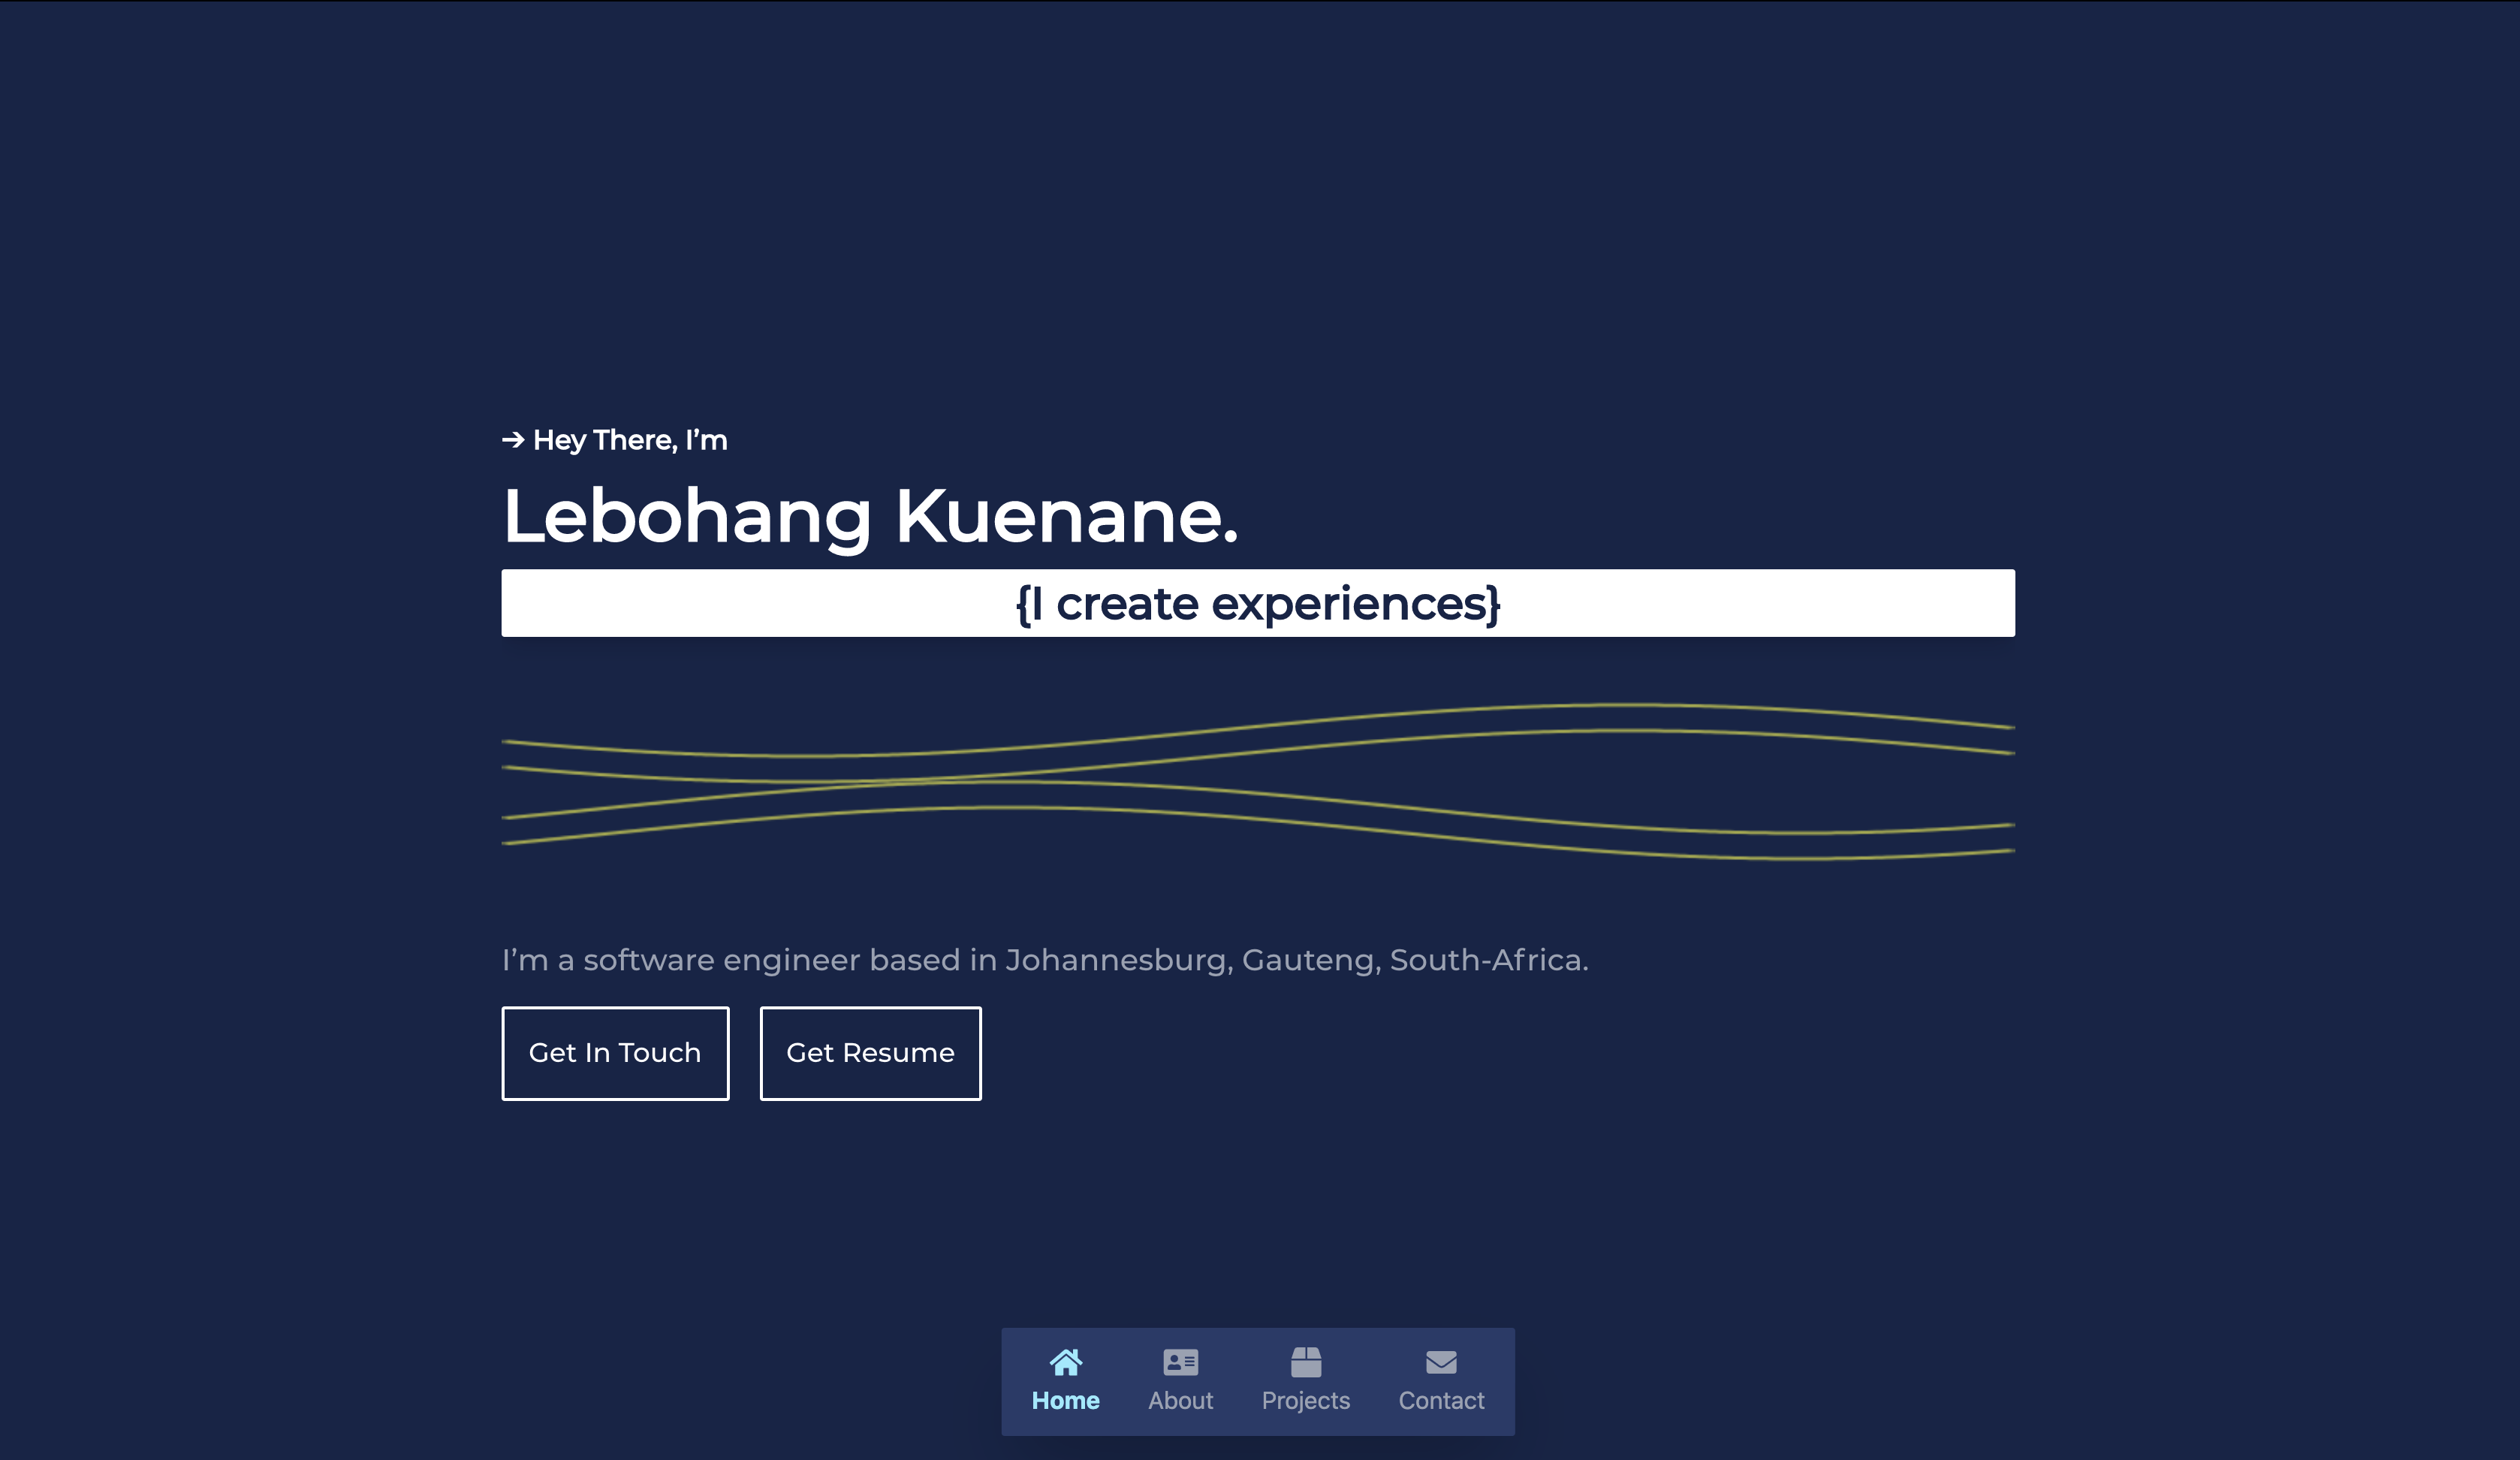 → Hey There, I’m
Lebohang Kuenane.
{I create experiences}
I’m a software engineer based in Johannesburg, Gauteng, South-Africa.
Get In Touch Get Resume
Home About Projects Contact